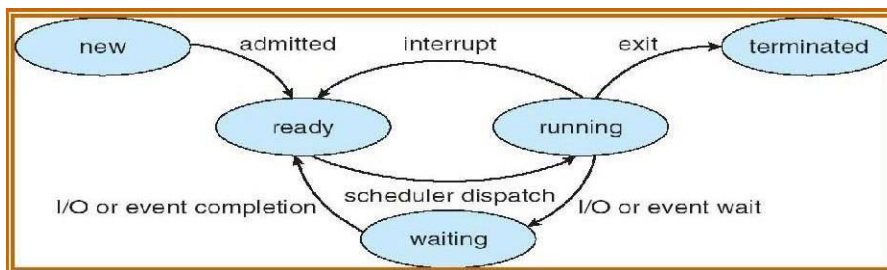 new
admitted
interrupt
exit
terminated
ready
running
scheduler dispatch
I/O or event completion
I/O or event wait
waiting